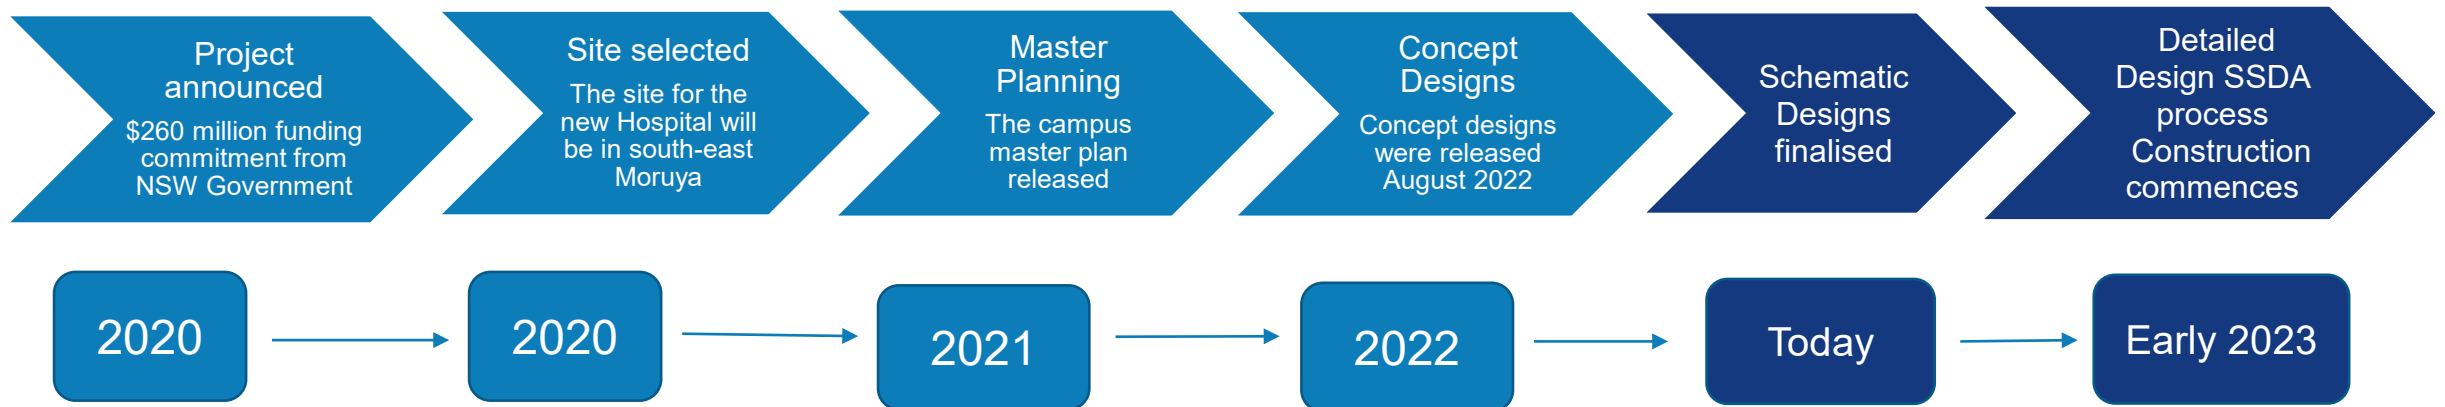 Project
announced
$260 million funding
commitment from
NSW Government
Site selected
The site for the
new Hospital will
be in south-east
Moruya
Master
Planning
The campus
master plan
released
Concept
Designs
Concept designs
were released
August 2022
Schematic
Designs
finalised
Detailed
Design SSDA
process
Construction
commences
2020
2020
2021
2022
Today
Early 2023